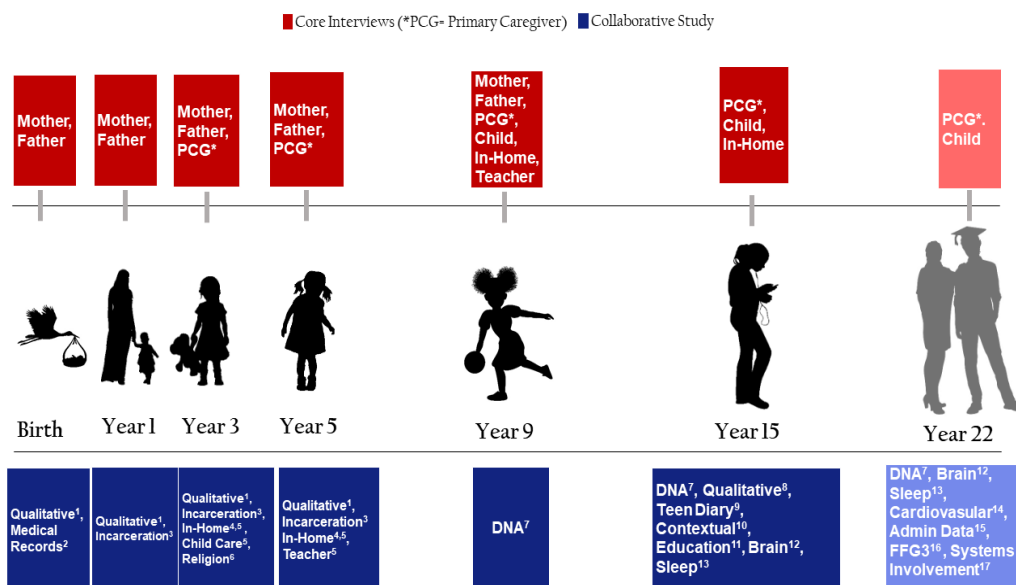 Core Interviews (*PCG= Primary Caregiver) Collaborative Study
Mother,
Father
Mother,
Father
Mother,
Father,
PCG*
Mother,
Father,
PCG*
Mother,
Father,
PCG*,
Child,
In-Home,
Teacher
PCG*,
Child,
In-Home
PCG*.
Child
Birth
Year 1
Year 3
Year 5
Year 9
Year 15
Year 22
Qualitative¹,
Medical
Records²
Qualitative¹,
Incarceration³
Qualitative¹,
Incarceration³,
In-Home⁴,⁵,
Child Care⁵,
Religion⁶
Qualitative¹,
Incarceration³
In-Home⁴,⁵,
Teacher⁵
DNA⁷
DNA⁷, Qualitative⁸,
Teen Diary⁹,
Contextual¹⁰,
Education¹¹, Brain¹²,
Sleep¹³
DNA⁷, Brain¹²,
Sleep¹³,
Cardiovasular¹⁴,
Admin Data¹⁵,
FFG3¹⁶, Systems
Involvement¹⁷